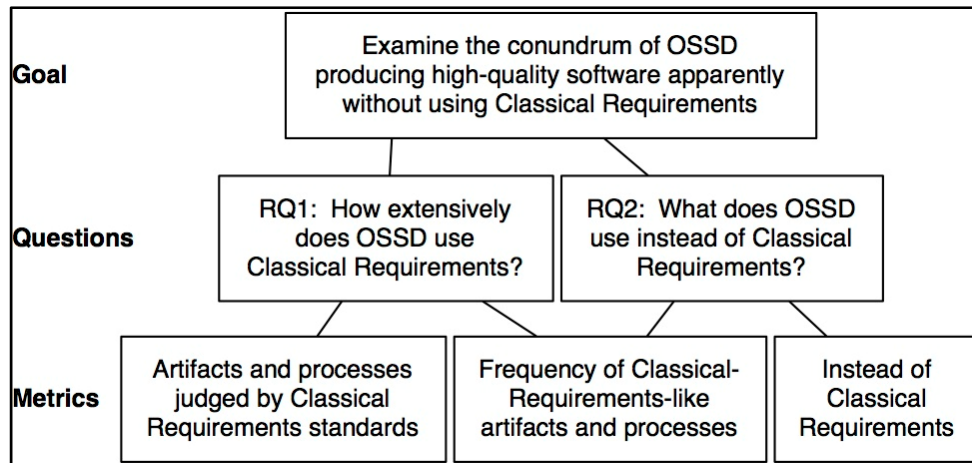 Goal
Examine the conundrum of OSSD
producing high-quality software apparently
without using Classical Requirements
Questions
RQ1: How extensively
does OSSD use
Classical Requirements?
RQ2: What does OSSD
use instead of Classical
Requirements?
Metrics
Artifacts and processes
judged by Classical
Requirements standards
Frequency of Classical-
Requirements-like
artifacts and processes
Instead of
Classical
Requirements